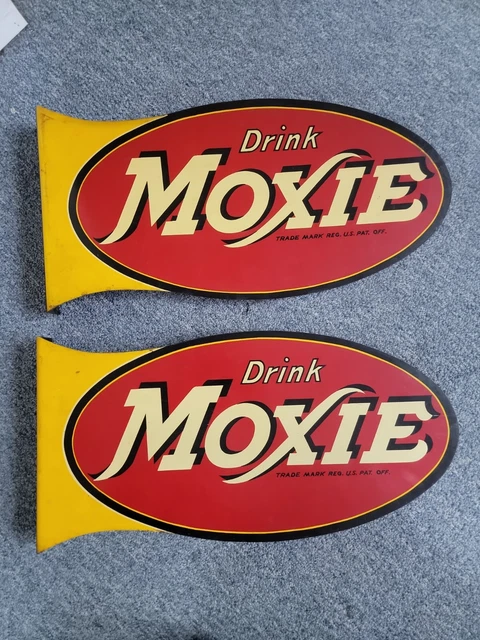 Drink
MOXIE
TRADE MARK REG. U.S. PAT. OFF.
Drink
MOXIE
TRADE MARK REG. U.S. PAT. OFF.